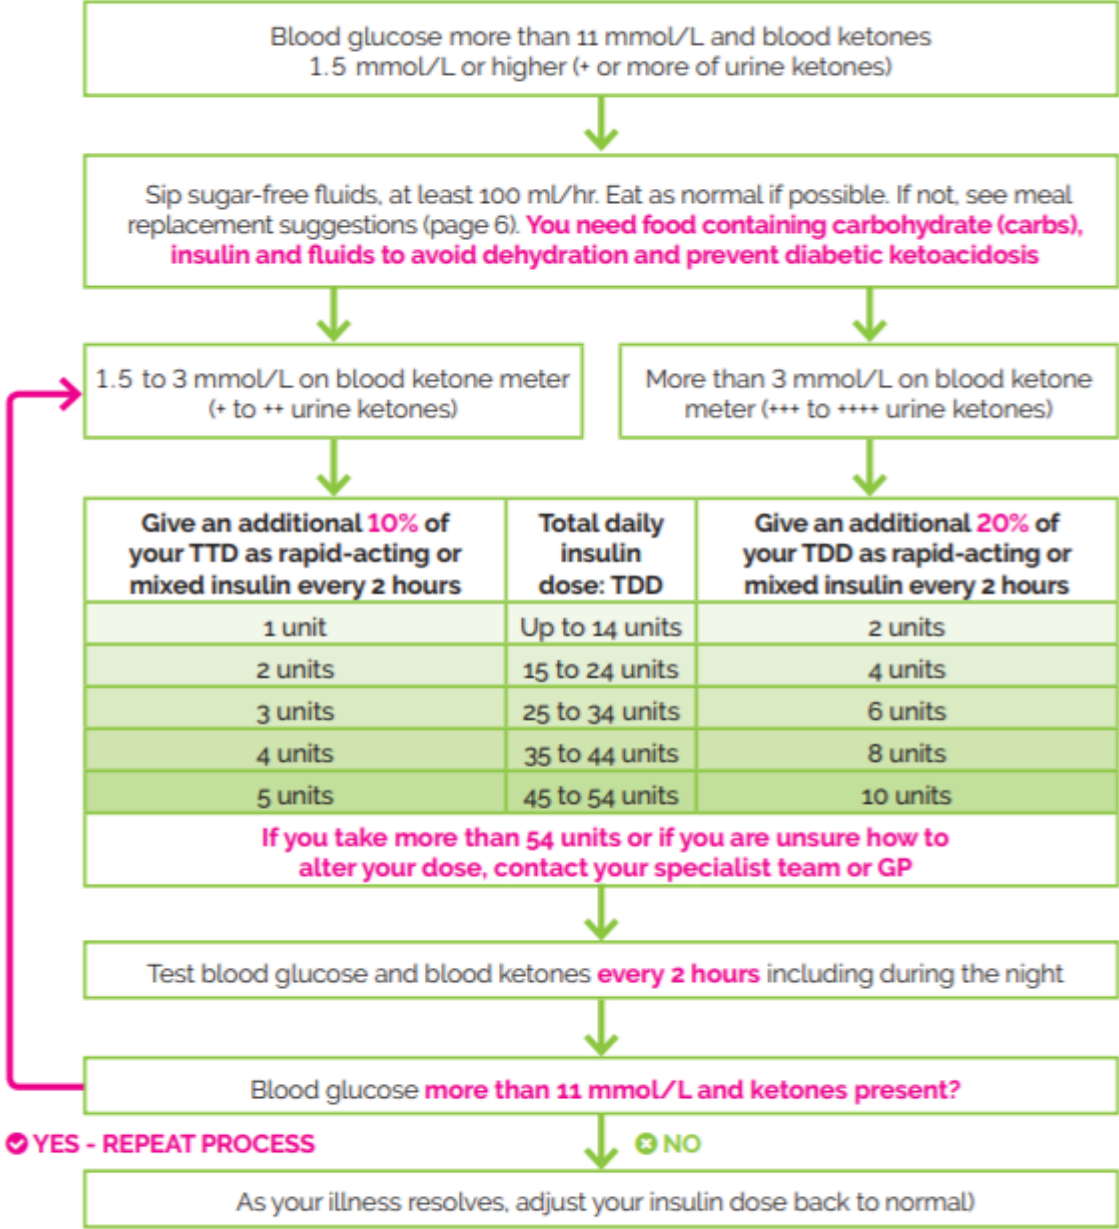 Blood glucose more than 11 mmol/L and blood ketones
1.5 mmol/L or higher (+ or more of urine ketones)
Sip sugar-free fluids, at least 100 ml/hr. Eat as normal if possible. If not, see meal
replacement suggestions (page 6). You need food containing carbohydrate (carbs),
insulin and fluids to avoid dehydration and prevent diabetic ketoacidosis
1.5 to 3 mmol/L on blood ketone meter
(+ to ++ urine ketones)
More than 3 mmol/L on blood ketone
meter (+++ to ++++ urine ketones)
Give an additional 10% of
your TTD as rapid-acting or
mixed insulin every 2 hours
Total daily
insulin
dose: TDD
Give an additional 20% of
your TDD as rapid-acting or
mixed insulin every 2 hours
1 unit Up to 14 units 2 units
2 units 15 to 24 units 4 units
3 units 25 to 34 units 6 units
4 units 35 to 44 units 8 units
5 units 45 to 54 units 10 units
If you take more than 54 units or if you are unsure how to
alter your dose, contact your specialist team or GP
Test blood glucose and blood ketones every 2 hours including during the night
Blood glucose more than 11 mmol/L and ketones present?
YES - REPEAT PROCESS
NO
As your illness resolves, adjust your insulin dose back to normal)